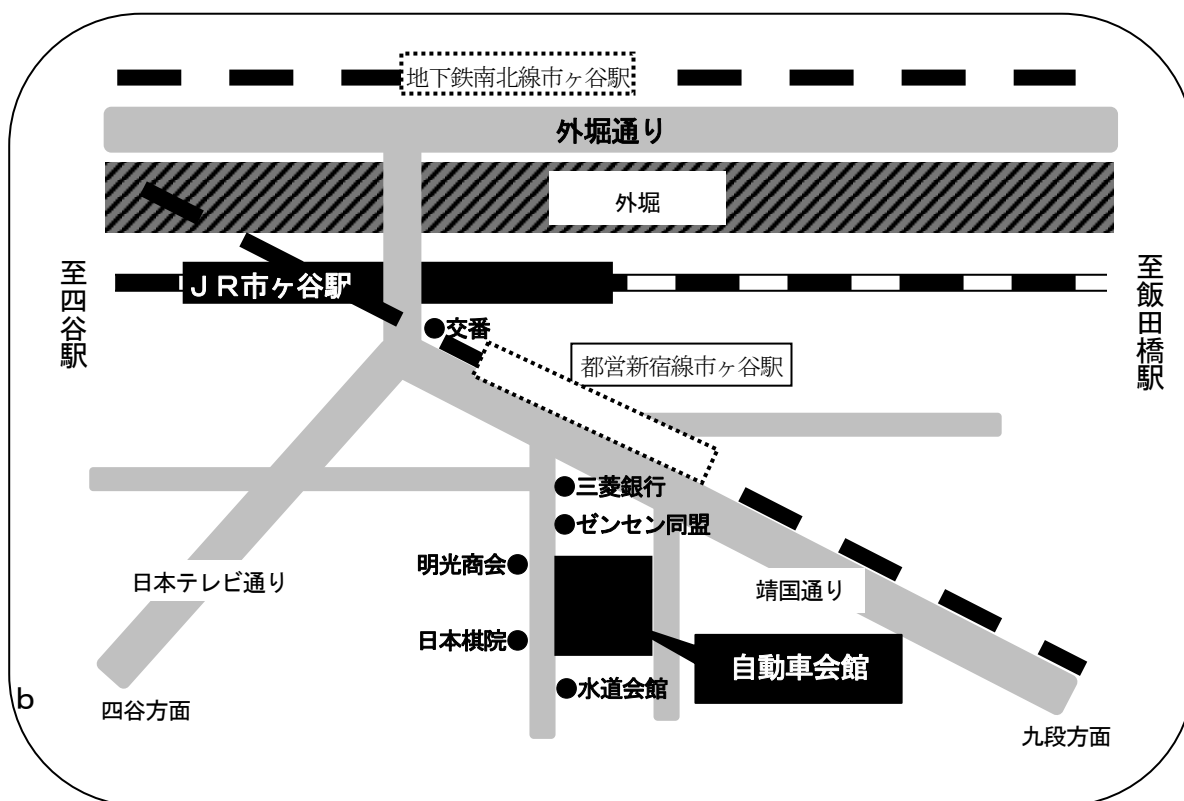 地下鉄南北線市ヶ谷駅
外堀通り
外堀
至四谷駅
JR市ヶ谷駅
至飯田橋駅
●交番
都営新宿線市ヶ谷駅
●三菱銀行
●ゼンセン同盟
明光商会●
日本テレビ通り
靖国通り
日本棋院●
自動車会館
●水道会館
b
四谷方面
九段方面